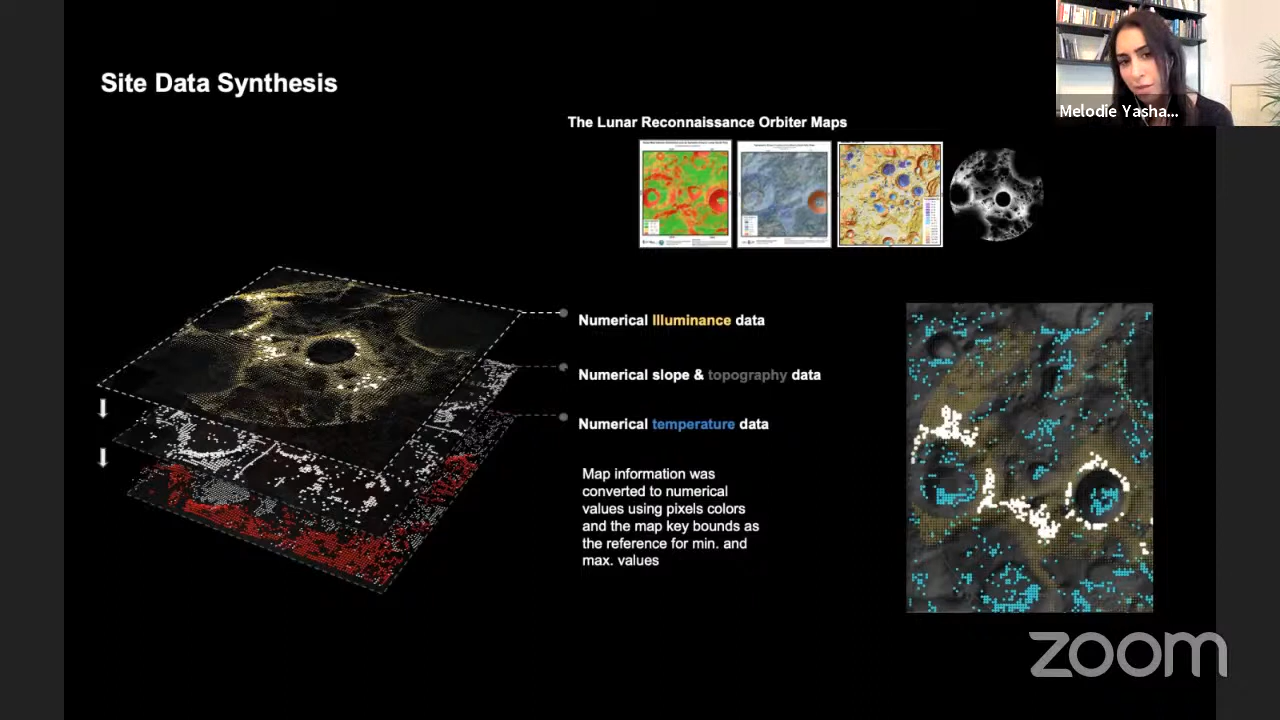 Site Data Synthesis
Melodie Yasha...
The Lunar Reconnaissance Orbiter Maps
Numerical Illuminance data
Numerical slope & topography data
Numerical temperature data
Map information was
converted to numerical
values using pixels colors
and the map key bounds as
the reference for min. and
max. values
zoom